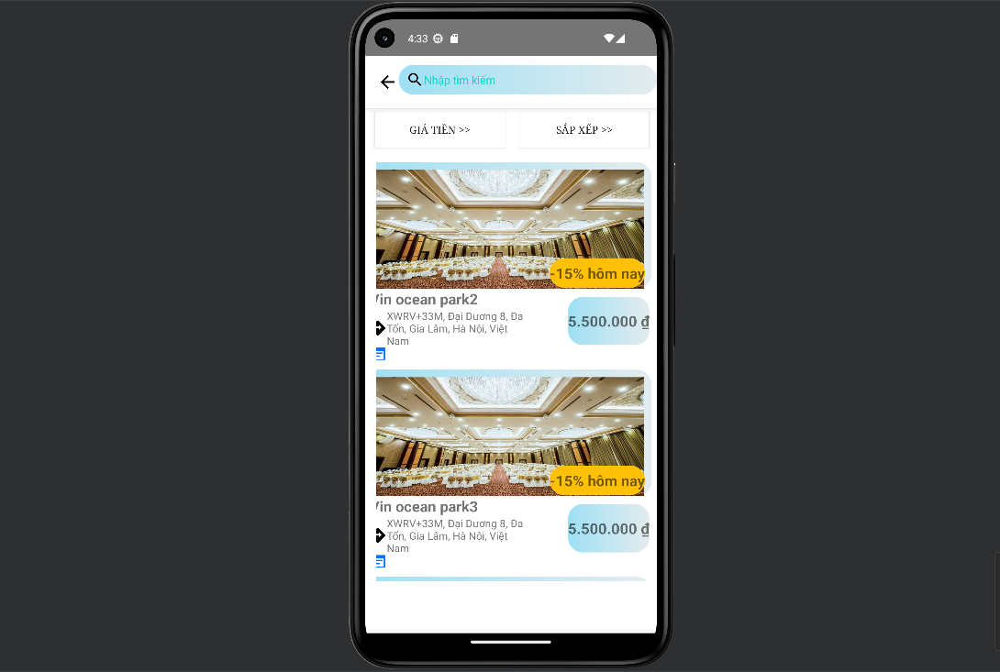 4:33
Nhập tìm kiếm
GIÁ TIỀN >>
SẮP XẾP >>
-15% hôm nay
Vin ocean park2
XWRV+33M, Đại Dương 8, Đa
Tốn, Gia Lâm, Hà Nội, Việt
Nam
5.500.000 ₫
-15% hôm nay
Vin ocean park3
XWRV+33M, Đại Dương 8, Đa
Tốn, Gia Lâm, Hà Nội, Việt
Nam
5.500.000 ₫